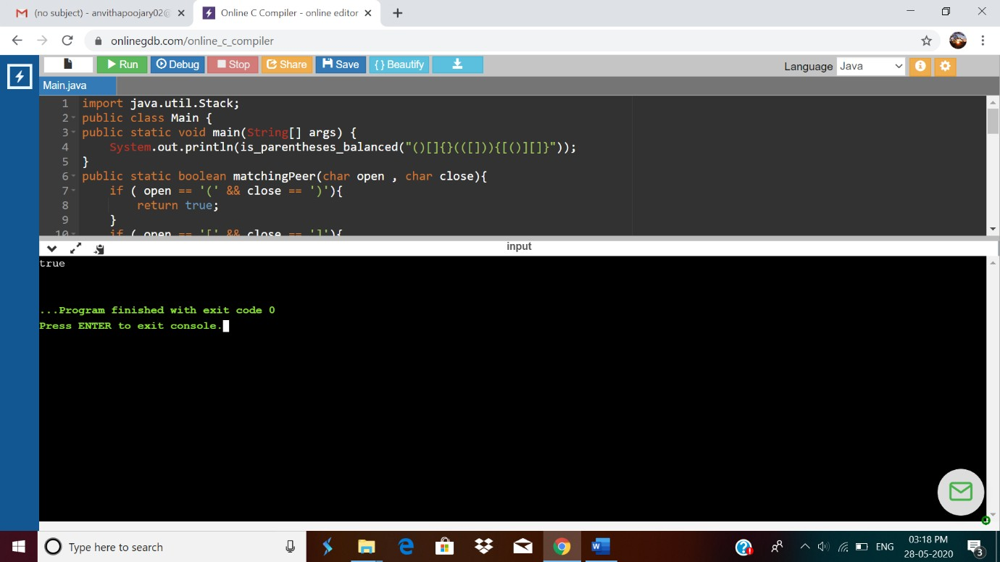 (no subject) - anvithapoojary02@
Online C Compiler - online editor
onlinegdb.com/online_c_compiler
Run Debug Stop Share Save {} Beautify Language Java
Main.java
1 import java.util.Stack;
2 public class Main {
3 public static void main(String[] args) {
4 System.out.println(is_parentheses_balanced("()[]{}(([])){[()][]}"));
5 }
6 public static boolean matchingPeer(char open , char close){
7 if ( open == '(' && close == ')'){
8 return true;
9 }
10 if ( open == '[' && close == ']'){
input
true
...Program finished with exit code 0
Press ENTER to exit console.
Type here to search
ENG
03:18 PM
28-05-2020
3